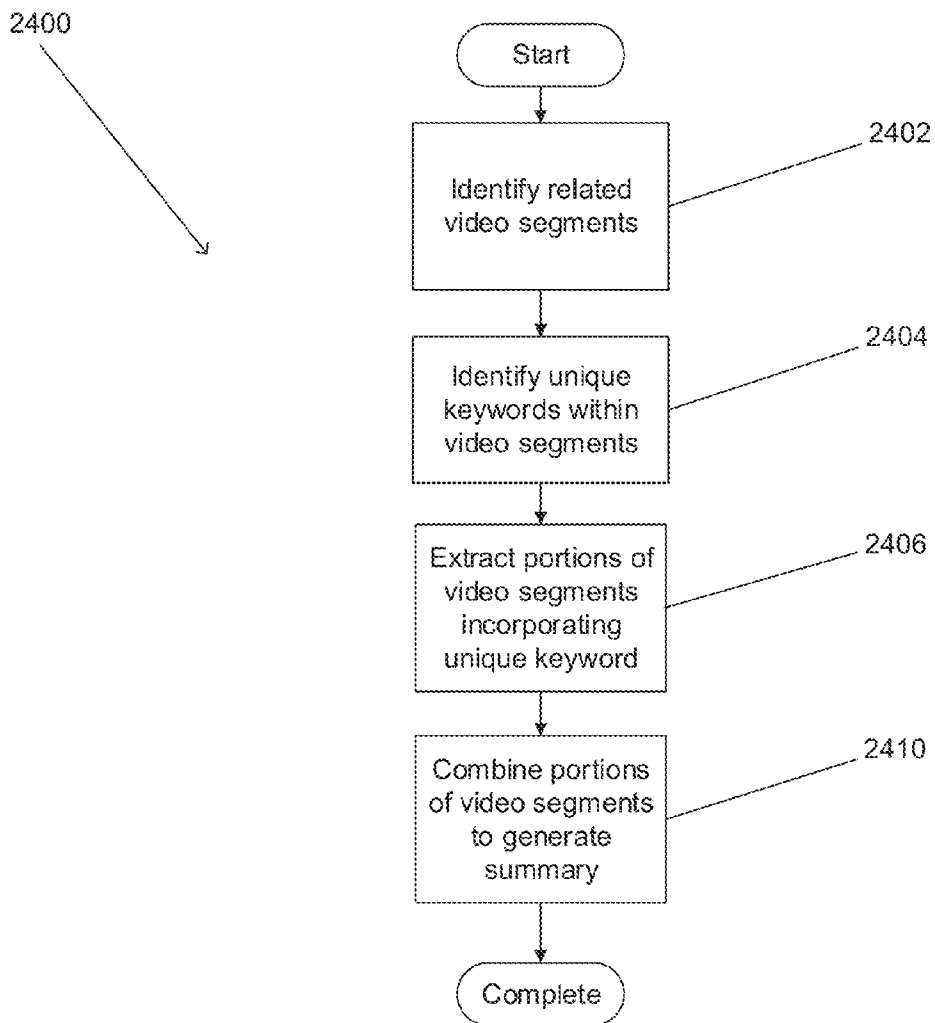 2400
Start
2402
Identify related
video segments
2404
Identify unique
keywords within
video segments
2406
Extract portions of
video segments
incorporating
unique keyword
2410
Combine portions
of video segments
to generate
summary
Complete